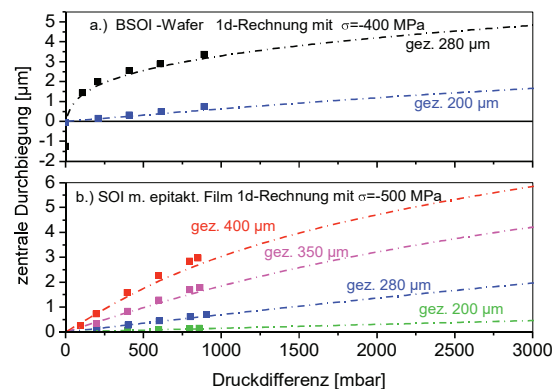 a.) BSOI -Wafer 1d-Rechnung mit σ=-400 MPa
gez. 280 µm
gez. 200 µm
5
4
3
2
1
0
-1
2
b.) SOI m. epitakt. Film 1d-Rechnung mit σ=-500 MPa
gez. 400 µm
gez. 350 µm
gez. 280 µm
gez. 200 µm
6
5
4
3
2
1
0
0 500 1000 1500 2000 2500 3000
zentrale Durchbiegung [µm]
Druckdifferenz [mbar]